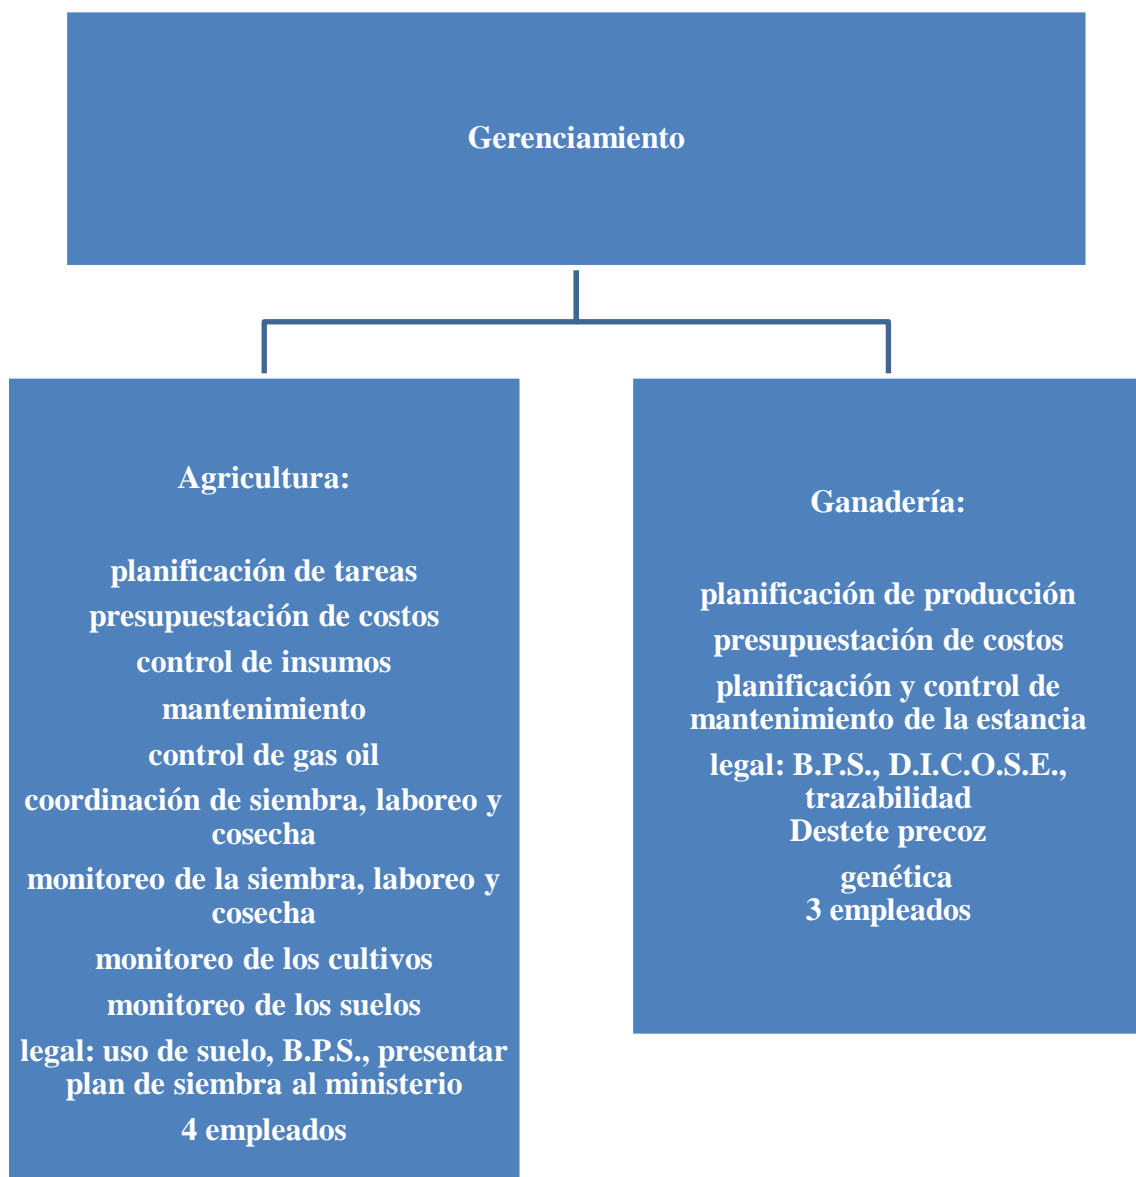 Gerenciamiento
Agricultura:
planificación de tareas
presupuestación de costos
control de insumos
mantenimiento
control de gas oil
coordinación de siembra, laboreo y
cosecha
monitoreo de la siembra, laboreo y
cosecha
monitoreo de los cultivos
monitoreo de los suelos
legal: uso de suelo, B.P.S., presentar
plan de siembra al ministerio
4 empleados
Ganadería:
planificación de producción
presupuestación de costos
planificación y control de
mantenimiento de la estancia
legal: B.P.S., D.I.C.O.S.E.,
trazabilidad
Destete precoz
genética
3 empleados